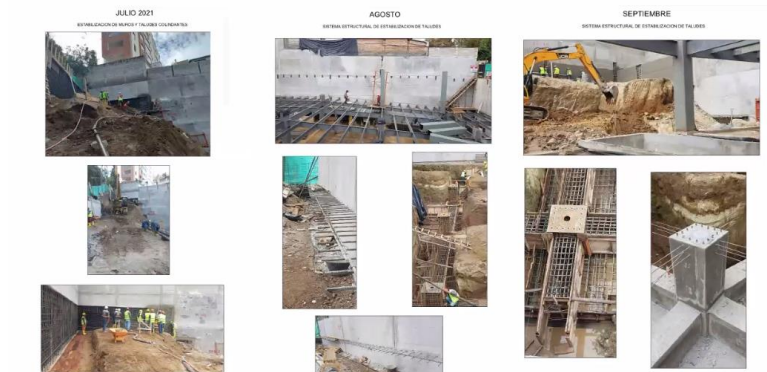 JULIO 2021
ESTABILIZACION DE MUROS Y TALUDES COLINDANTES
AGOSTO
SISTEMA ESTRUCTURAL DE ESTABILIZACION DE TALUDES
SEPTIEMBRE
SISTEMA ESTRUCTURAL DE ESTABILIZACION DE TALUDES